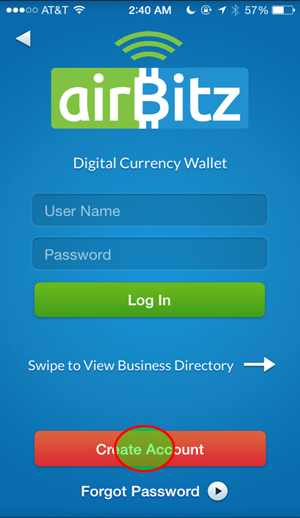 AT&T 2:40 AM 57%
airBitz
Digital Currency Wallet
User Name
Password
Log In
Swipe to View Business Directory
Create Account
Forgot Password